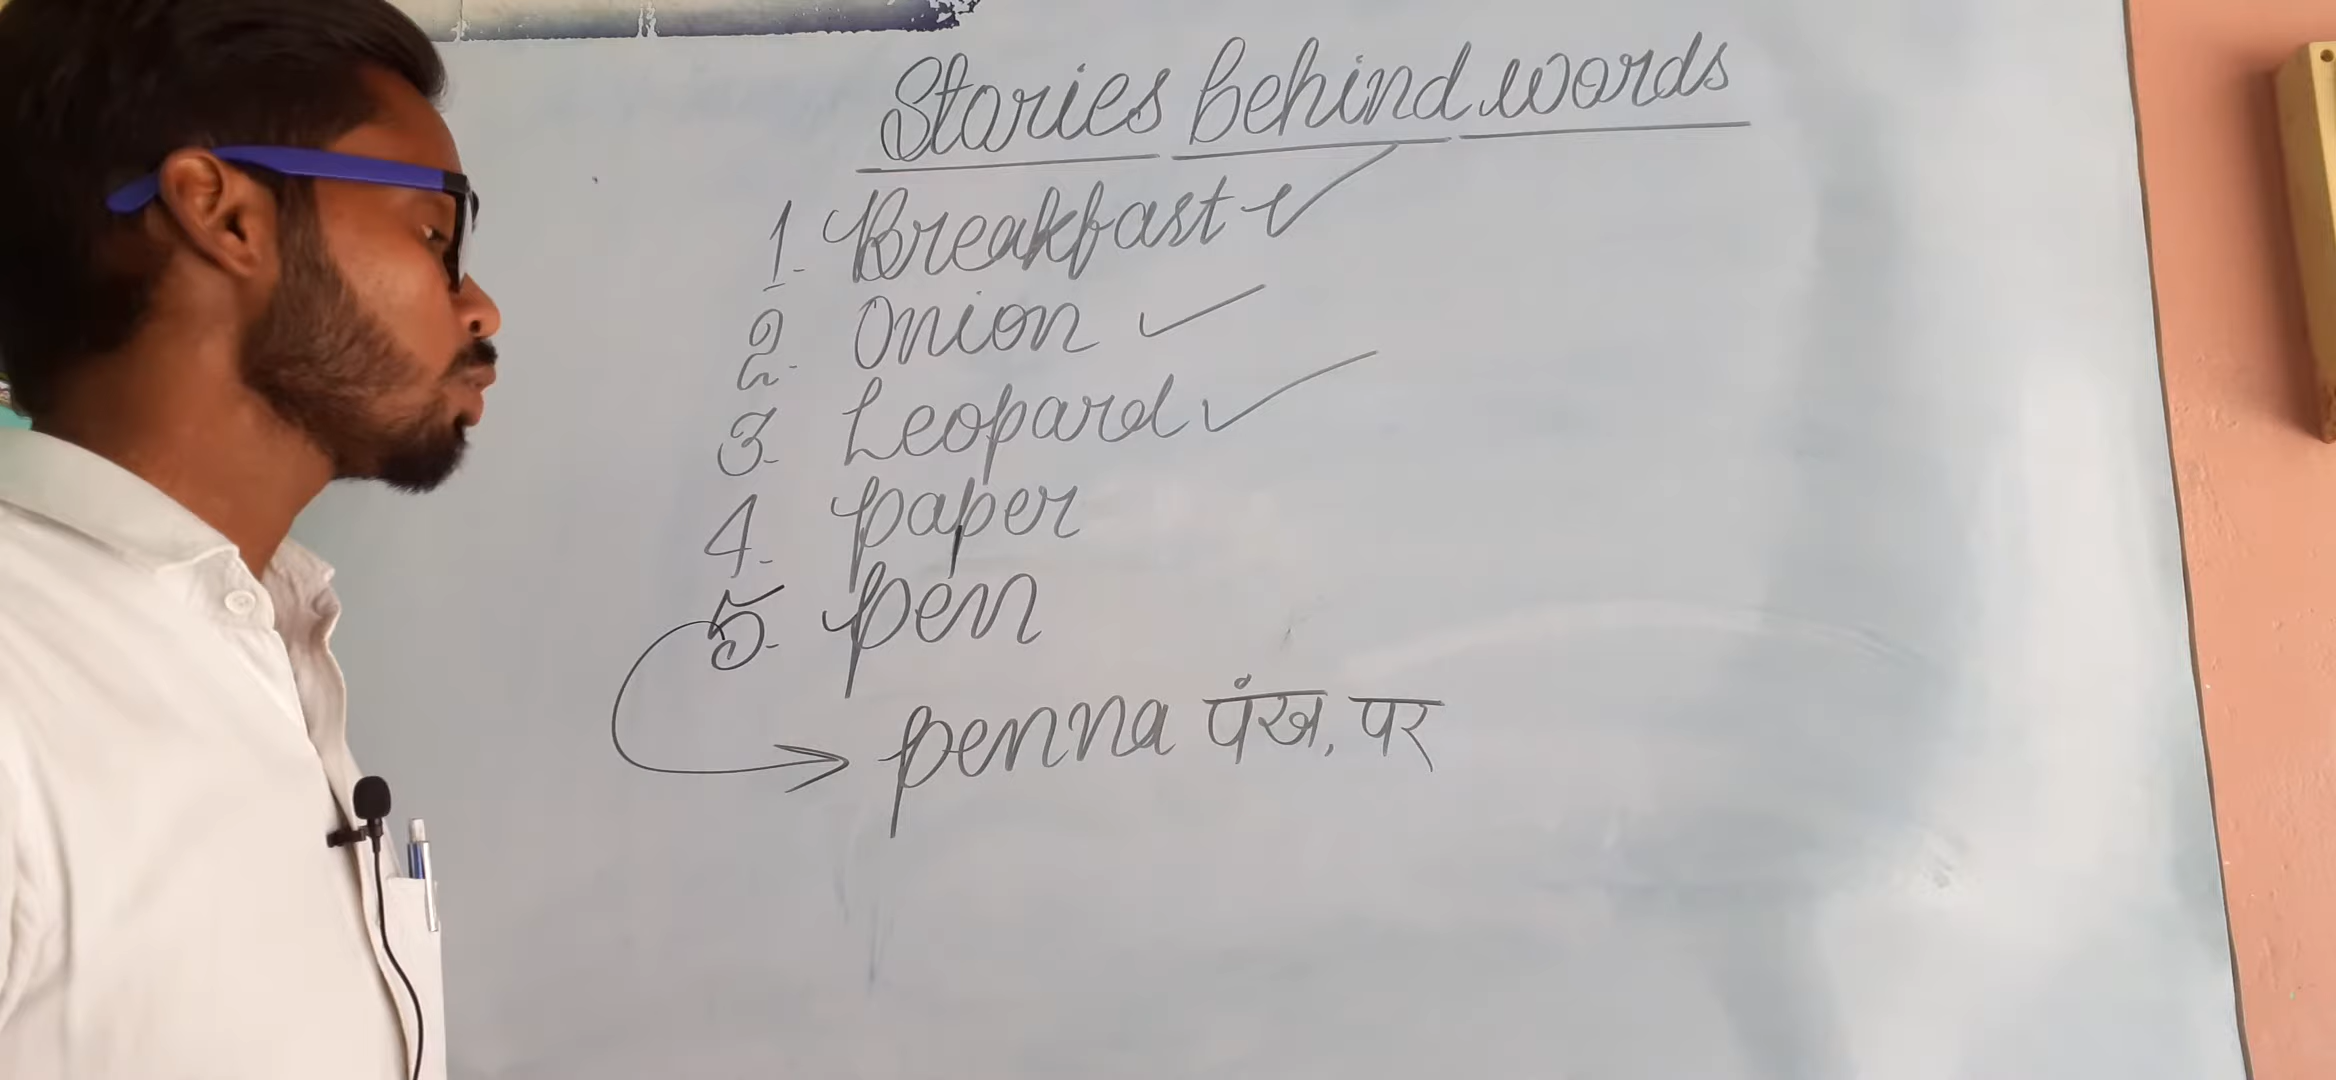 Stories behind words
1. Breakfast ✓
2. Onion ✓
3. Leopard ✓
4. paper
5. pen
penna पंख, पर